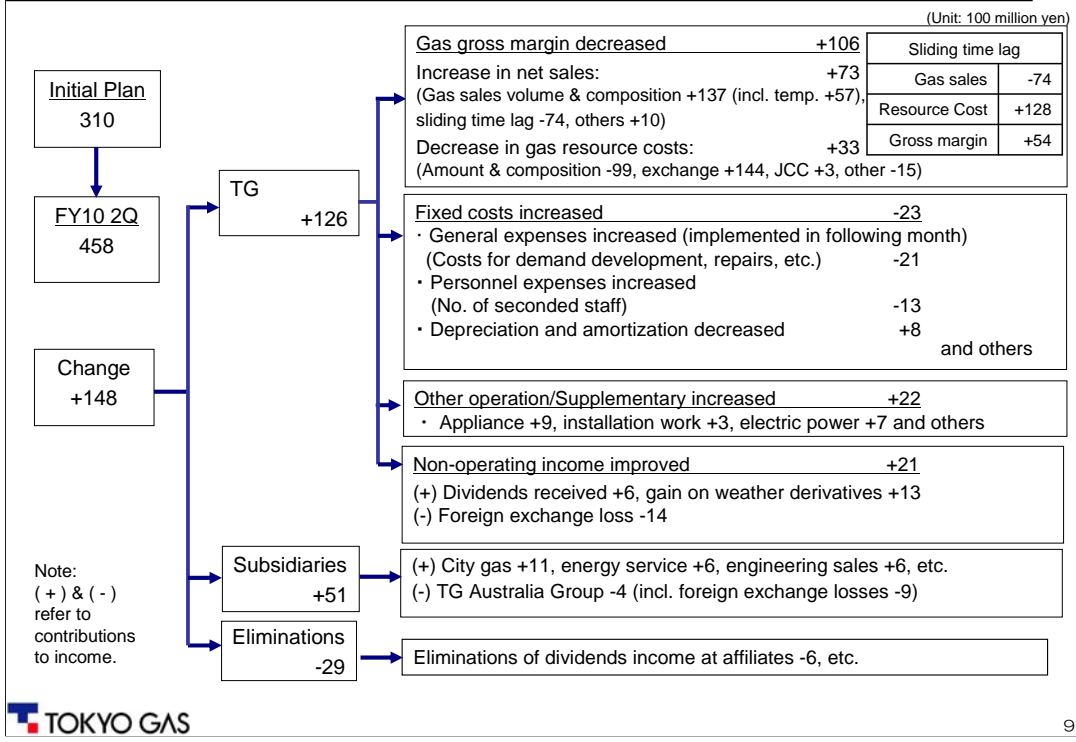 (Unit: 100 million yen)
Initial Plan
310
FY10 2Q
458
Change
+148
Note:
( + ) & ( - )
refer to
contributions
to income.
TG
+126
Subsidiaries
+51
Eliminations
-29
Gas gross margin decreased +106
Increase in net sales: +73
(Gas sales volume & composition +137 (incl. temp. +57),
sliding time lag -74, others +10)
Decrease in gas resource costs: +33
(Amount & composition -99, exchange +144, JCC +3, other -15)
Sliding time lag
Gas sales -74
Resource Cost +128
Gross margin +54
Fixed costs increased -23
・General expenses increased (implemented in following month)
(Costs for demand development, repairs, etc.) -21
・Personnel expenses increased
(No. of seconded staff) -13
・Depreciation and amortization decreased +8
and others
Other operation/Supplementary increased +22
・ Appliance +9, installation work +3, electric power +7 and others
Non-operating income improved +21
(+) Dividends received +6, gain on weather derivatives +13
(-) Foreign exchange loss -14
(+) City gas +11, energy service +6, engineering sales +6, etc.
(-) TG Australia Group -4 (incl. foreign exchange losses -9)
Eliminations of dividends income at affiliates -6, etc.
TOKYO GAS
9